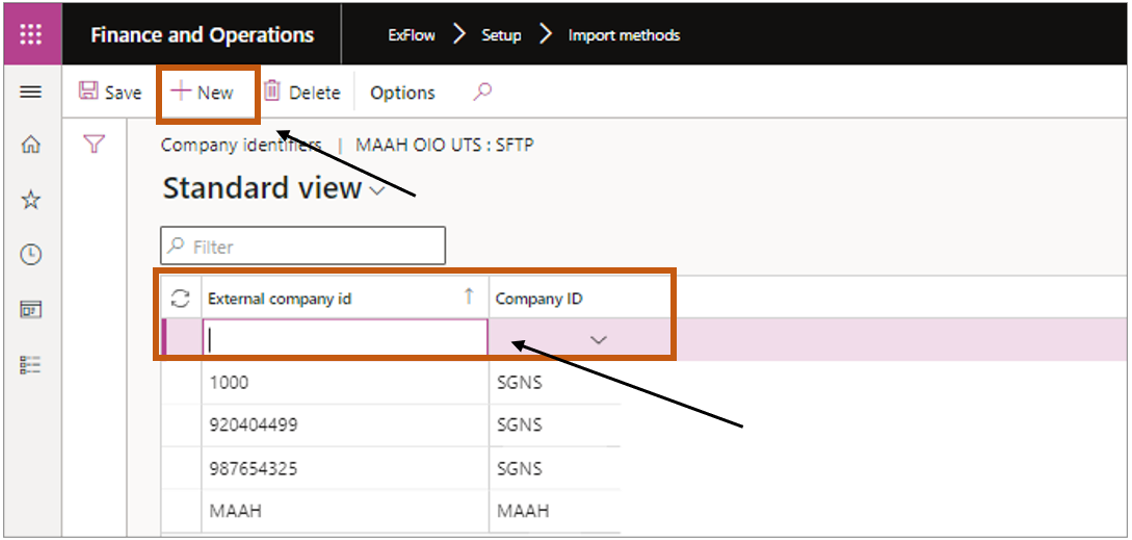 Finance and Operations ExFlow Setup Import methods
Save New Delete Options
Company identifiers | MAAH OIO UTS : SFTP
Standard view
Filter
External company id Company ID
1000 SGNS
920404499 SGNS
987654325 SGNS
MAAH MAAH